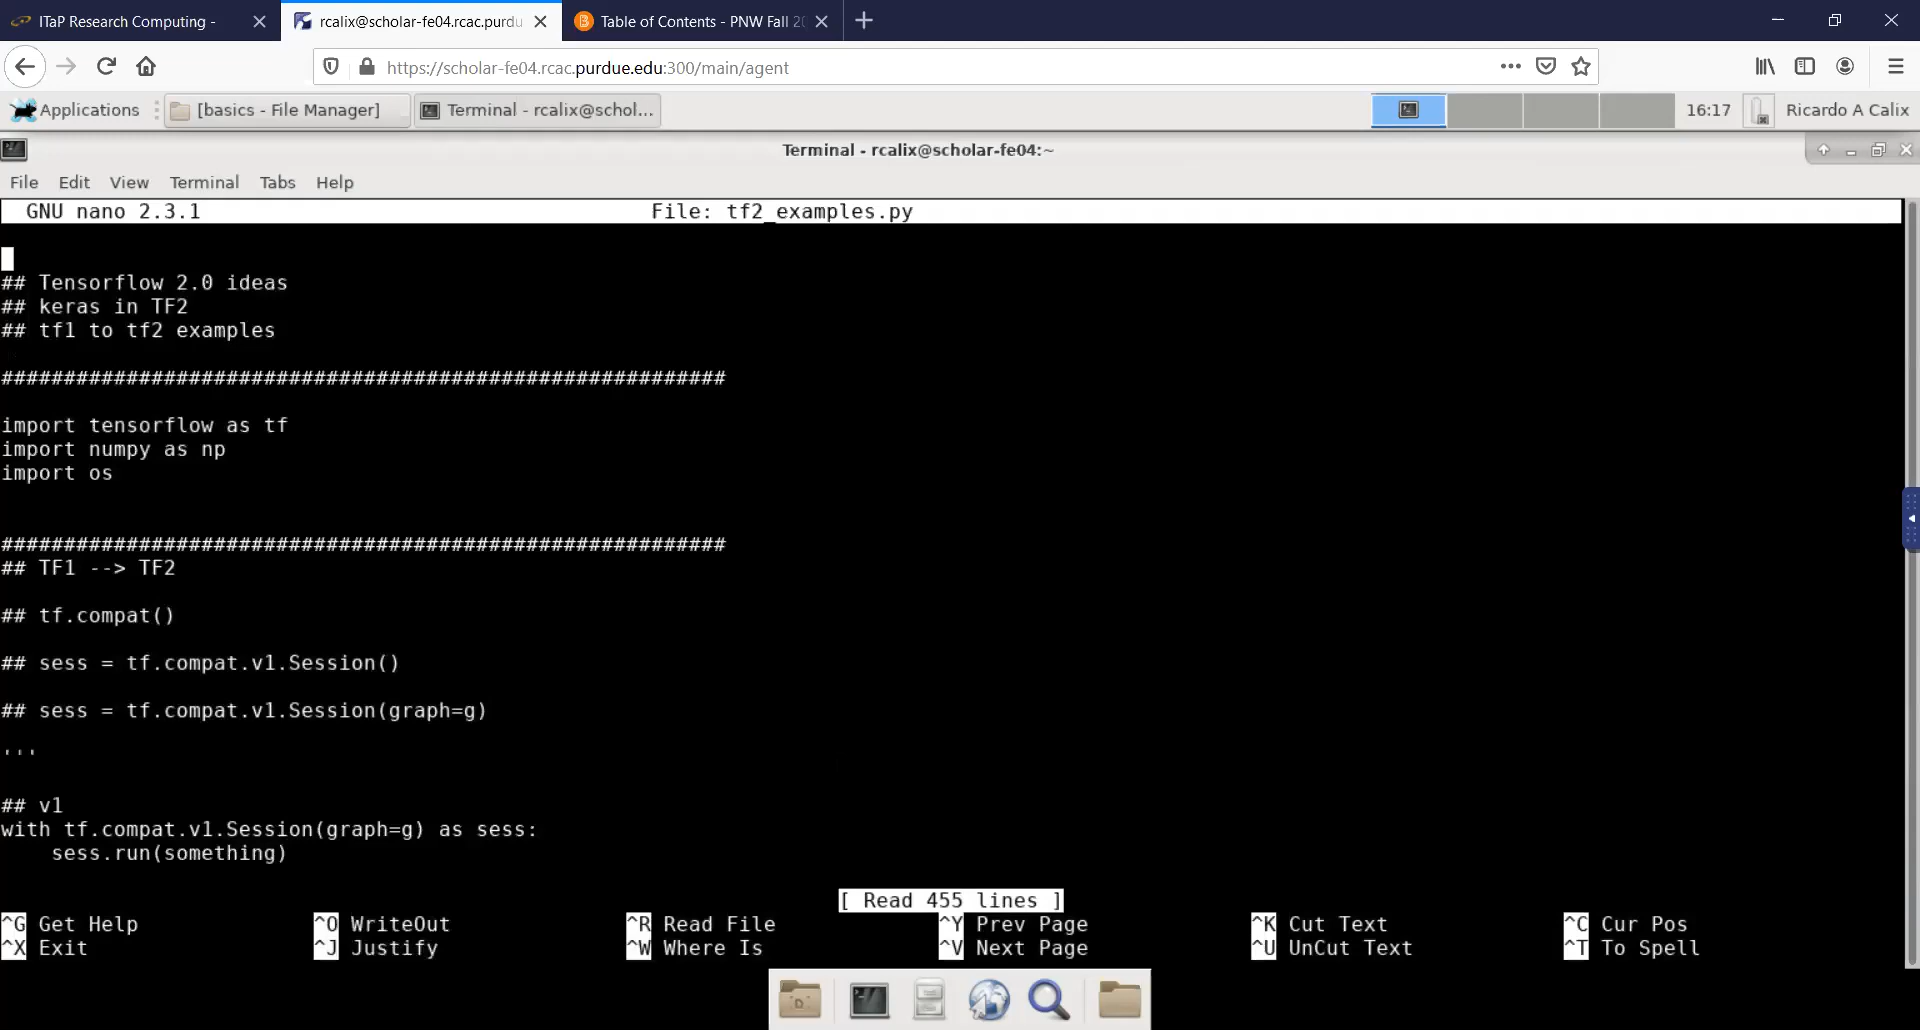 ITaP Research Computing -
rcalix@scholar-fe04.rcac.purdu
Table of Contents - PNW Fall 20
https://scholar-fe04.rcac.purdue.edu:300/main/agent
Applications
[basics - File Manager]
Terminal - rcalix@schol...
16:17
Ricardo A Calix
Terminal - rcalix@scholar-fe04:~
File Edit View Terminal Tabs Help
GNU nano 2.3.1 File: tf2_examples.py
## Tensorflow 2.0 ideas
## keras in TF2
## tf1 to tf2 examples
##########################################################
import tensorflow as tf
import numpy as np
import os
##########################################################
## TF1 --> TF2
## tf.compat()
## sess = tf.compat.v1.Session()
## sess = tf.compat.v1.Session(graph=g)
'''
## v1
with tf.compat.v1.Session(graph=g) as sess:
    sess.run(something)
[ Read 455 lines ]
^G Get Help ^O WriteOut ^R Read File ^Y Prev Page ^K Cut Text ^C Cur Pos
^X Exit ^J Justify ^W Where Is ^V Next Page ^U UnCut Text ^T To Spell